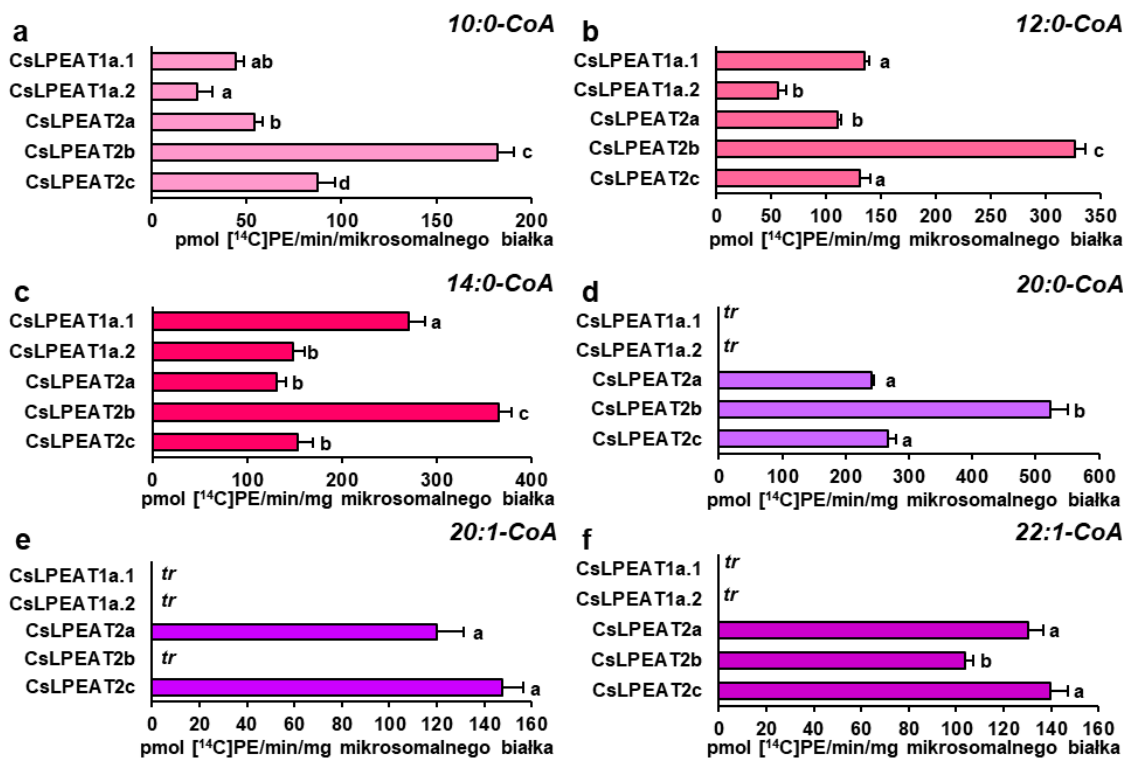 a
10:0-CoA
CsLPEAT1a.1
ab
CsLPEAT1a.2
a
CsLPEAT2a
b
CsLPEAT2b
c
CsLPEAT2c
d
0 50 100 150 200
pmol [¹⁴C]PE/min/mikrosomalnego białka
b
12:0-CoA
CsLPEAT1a.1
a
CsLPEAT1a.2
b
CsLPEAT2a
b
CsLPEAT2b
c
CsLPEAT2c
a
0 50 100 150 200 250 300 350
pmol [¹⁴C]PE/min/mg mikrosomalnego białka
c
14:0-CoA
CsLPEAT1a.1
a
CsLPEAT1a.2
b
CsLPEAT2a
b
CsLPEAT2b
c
CsLPEAT2c
b
0 100 200 300 400
pmol [¹⁴C]PE/min/mg mikrosomalnego białka
d
20:0-CoA
CsLPEAT1a.1
tr
CsLPEAT1a.2
tr
CsLPEAT2a
a
CsLPEAT2b
b
CsLPEAT2c
a
0 100 200 300 400 500 600
pmol [¹⁴C]PE/min/mg mikrosomalnego białka
e
20:1-CoA
CsLPEAT1a.1
tr
CsLPEAT1a.2
tr
CsLPEAT2a
a
CsLPEAT2b
tr
CsLPEAT2c
a
0 20 40 60 80 100 120 140 160
pmol [¹⁴C]PE/min/mg mikrosomalnego białka
f
22:1-CoA
CsLPEAT1a.1
tr
CsLPEAT1a.2
tr
CsLPEAT2a
a
CsLPEAT2b
b
CsLPEAT2c
a
0 20 40 60 80 100 120 140 160
pmol [¹⁴C]PE/min/mg mikrosomalnego białka